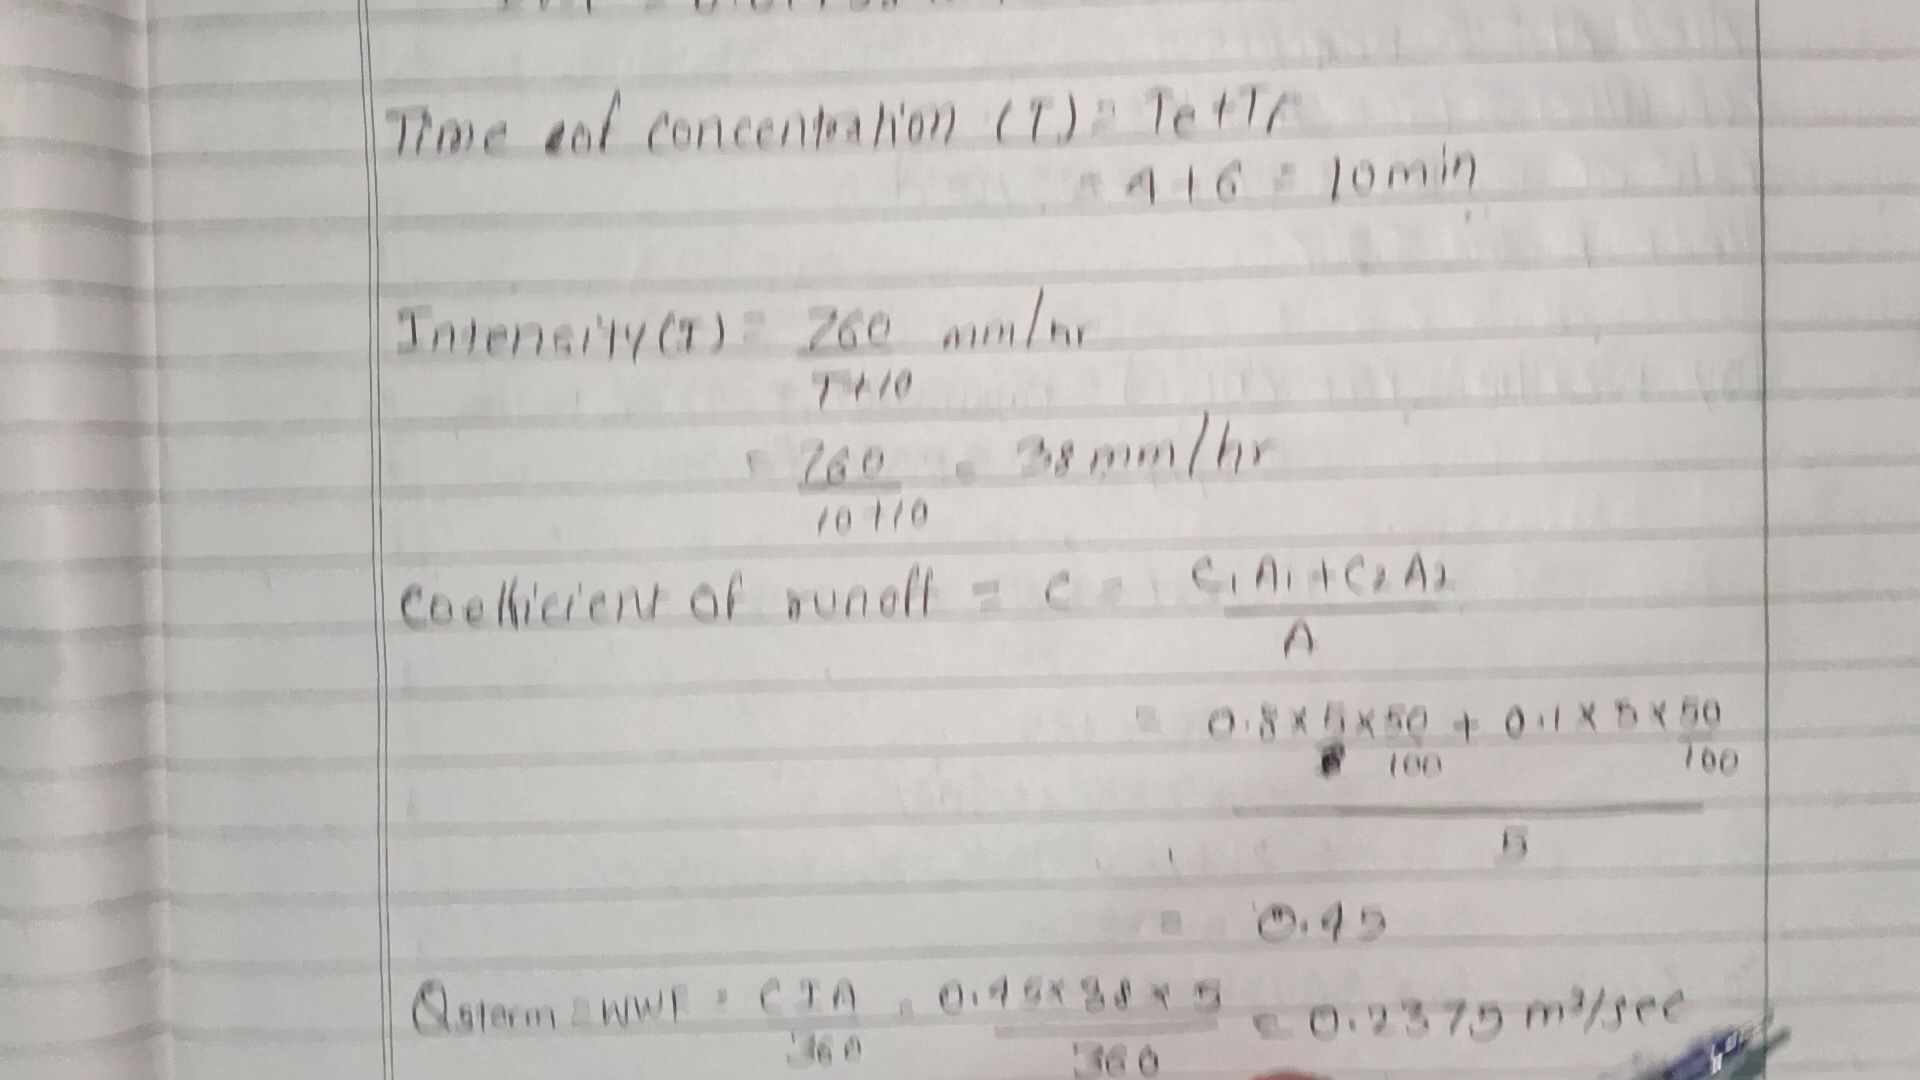 Time of concentration (T) = Te + Tf
= 4 + 6 = 10 min
Intensity (I) = 760 mm/hr
T+10
= 760 = 38 mm/hr
10+10
Coefficient of runoff = C = C₁A₁ + C₂A₂
A
= 0.8 × 5 × 50 + 0.1 × 5 × 50
100 100
5
= 0.45
Qstorm = WWF = CIA = 0.45 × 38 × 5 = 0.2375 m³/sec
360 360